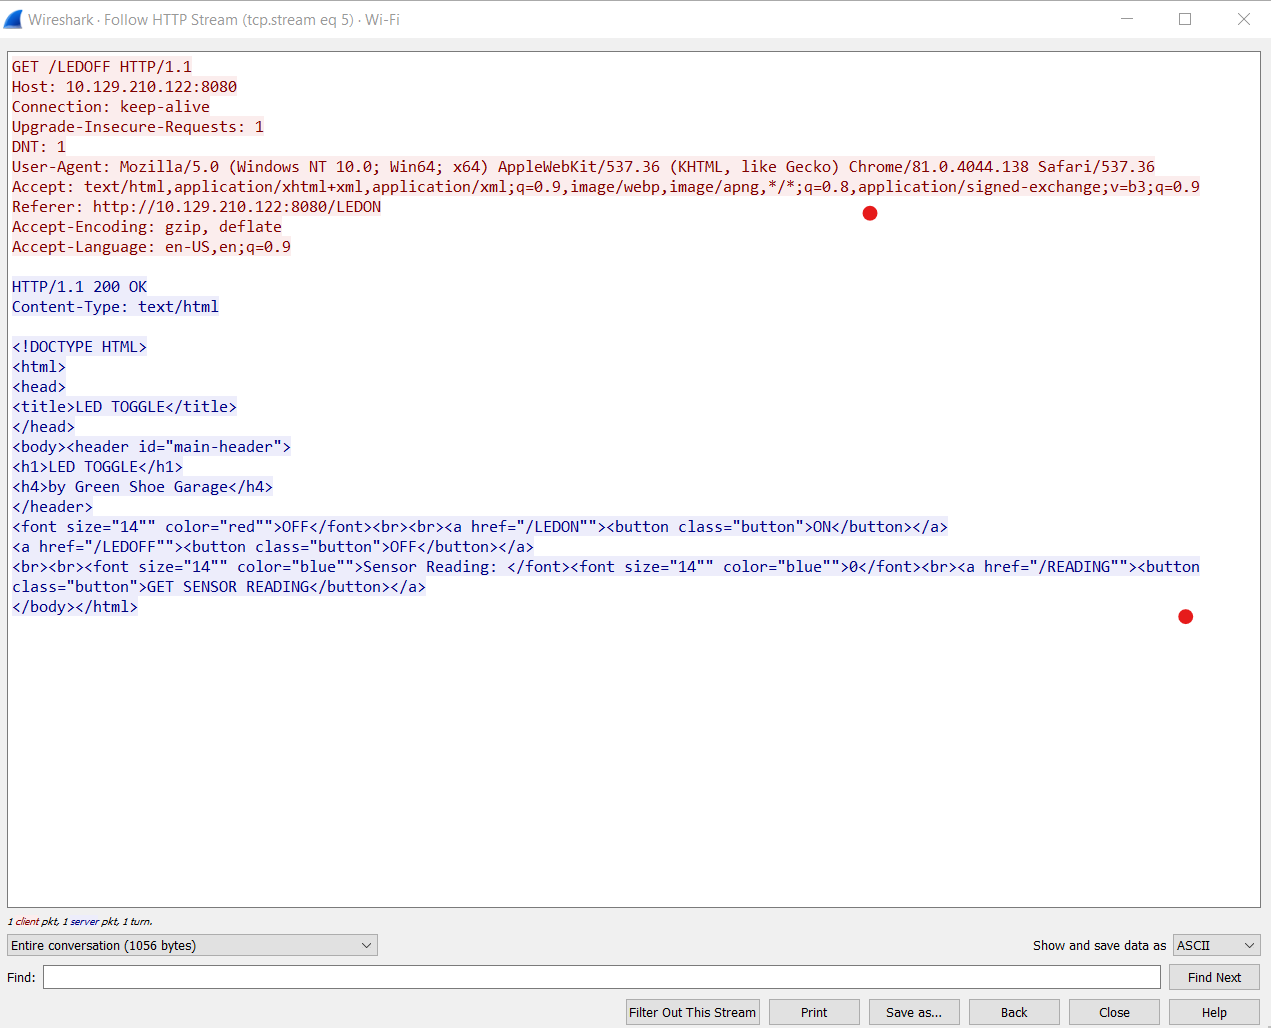 Wireshark · Follow HTTP Stream (tcp.stream eq 5) · Wi-Fi
GET /LEDOFF HTTP/1.1
Host: 10.129.210.122:8080
Connection: keep-alive
Upgrade-Insecure-Requests: 1
DNT: 1
User-Agent: Mozilla/5.0 (Windows NT 10.0; Win64; x64) AppleWebKit/537.36 (KHTML, like Gecko) Chrome/81.0.4044.138 Safari/537.36
Accept: text/html,application/xhtml+xml,application/xml;q=0.9,image/webp,image/apng,*/*;q=0.8,application/signed-exchange;v=b3;q=0.9
Referer: http://10.129.210.122:8080/LEDON
Accept-Encoding: gzip, deflate
Accept-Language: en-US,en;q=0.9
HTTP/1.1 200 OK
Content-Type: text/html
<!DOCTYPE HTML>
<html>
<head>
<title>LED TOGGLE</title>
</head>
<body><header id="main-header">
<h1>LED TOGGLE</h1>
<h4>by Green Shoe Garage</h4>
</header>
<font size="14"" color="red"">OFF</font><br><br><a href="/LEDON""><button class="button">ON</button></a>
<a href="/LEDOFF""><button class="button">OFF</button></a>
<br><br><font size="14"" color="blue"">Sensor Reading: </font><font size="14"" color="blue"">0</font><br><a href="/READING""><button
class="button">GET SENSOR READING</button></a>
</body></html>
1 client pkt, 1 server pkt, 1 turn.
Entire conversation (1056 bytes) Show and save data as ASCII
Find: Find Next
Filter Out This Stream Print Save as... Back Close Help